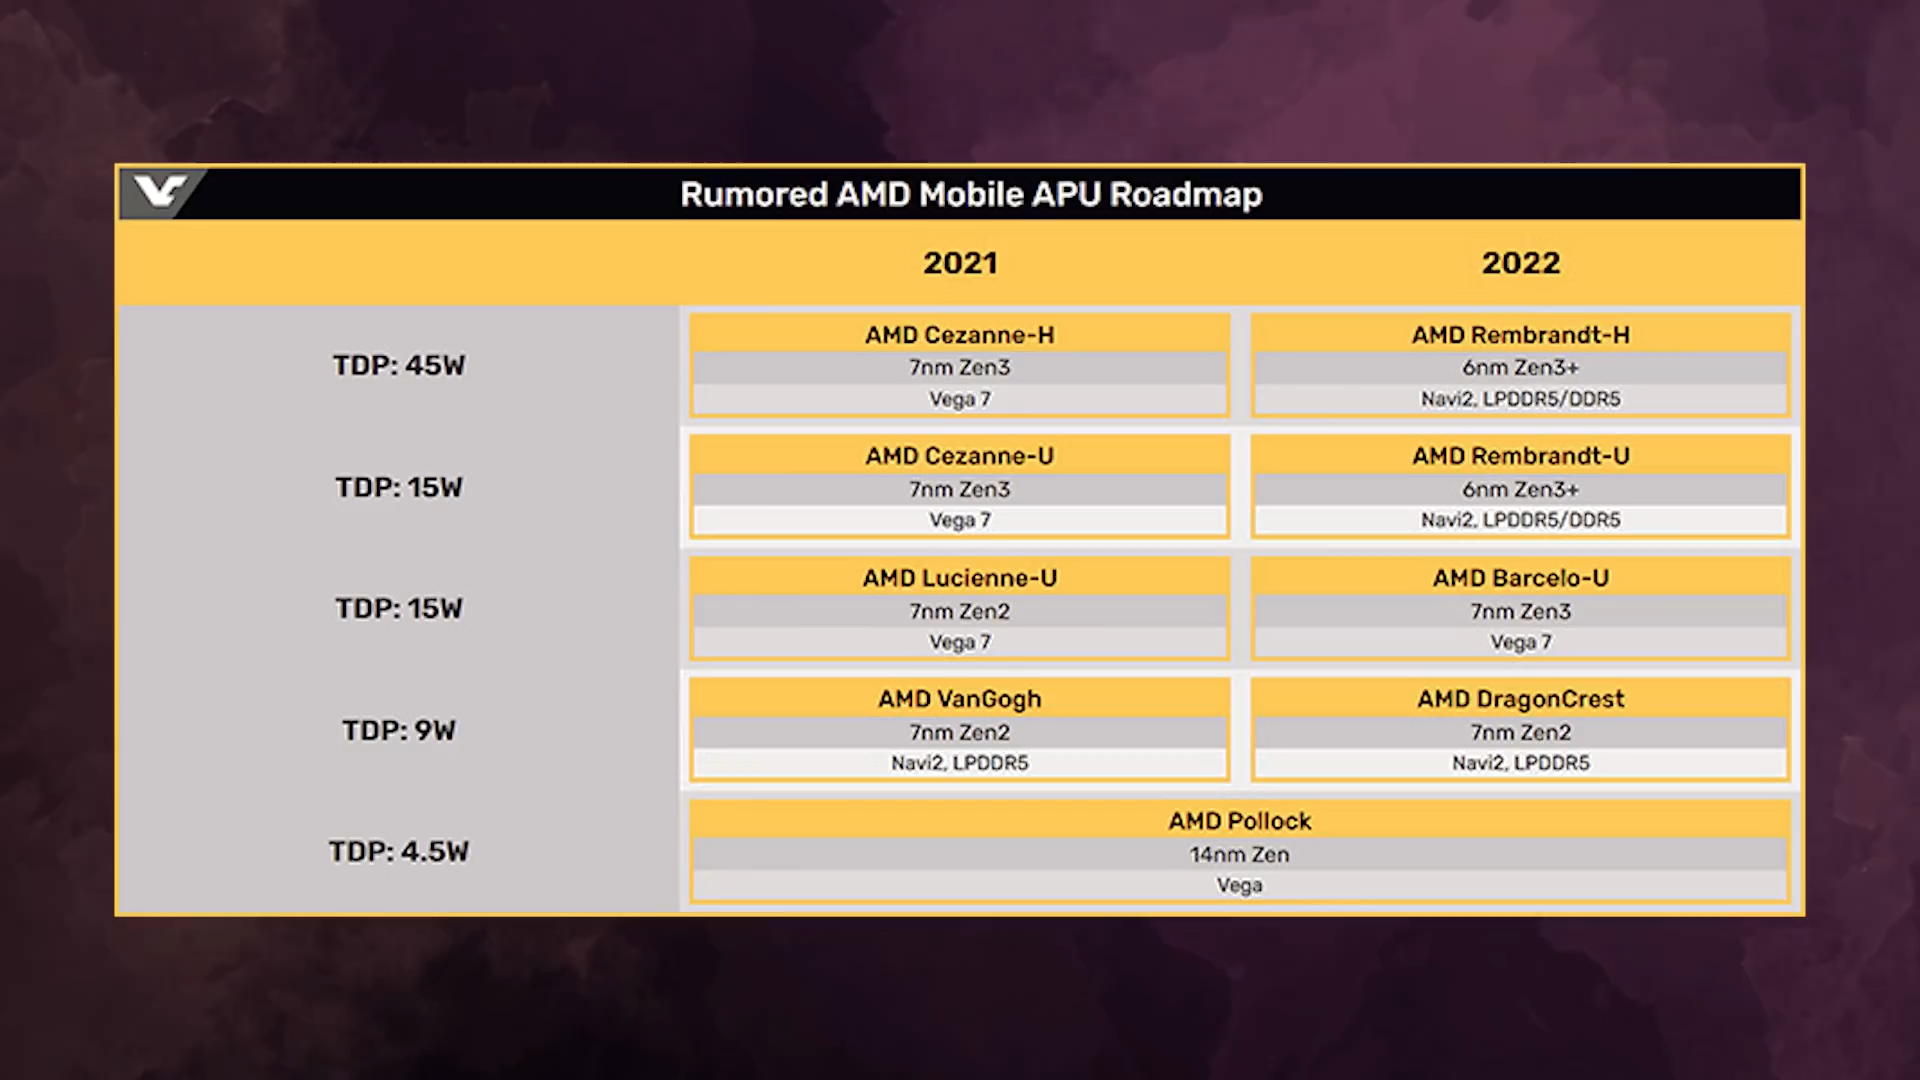 Rumored AMD Mobile APU Roadmap
2021 2022
TDP: 45W
AMD Cezanne-H
7nm Zen3
Vega 7
AMD Rembrandt-H
6nm Zen3+
Navi2, LPDDR5/DDR5
TDP: 15W
AMD Cezanne-U
7nm Zen3
Vega 7
AMD Rembrandt-U
6nm Zen3+
Navi2, LPDDR5/DDR5
TDP: 15W
AMD Lucienne-U
7nm Zen2
Vega 7
AMD Barcelo-U
7nm Zen3
Vega 7
TDP: 9W
AMD VanGogh
7nm Zen2
Navi2, LPDDR5
AMD DragonCrest
7nm Zen2
Navi2, LPDDR5
TDP: 4.5W
AMD Pollock
14nm Zen
Vega